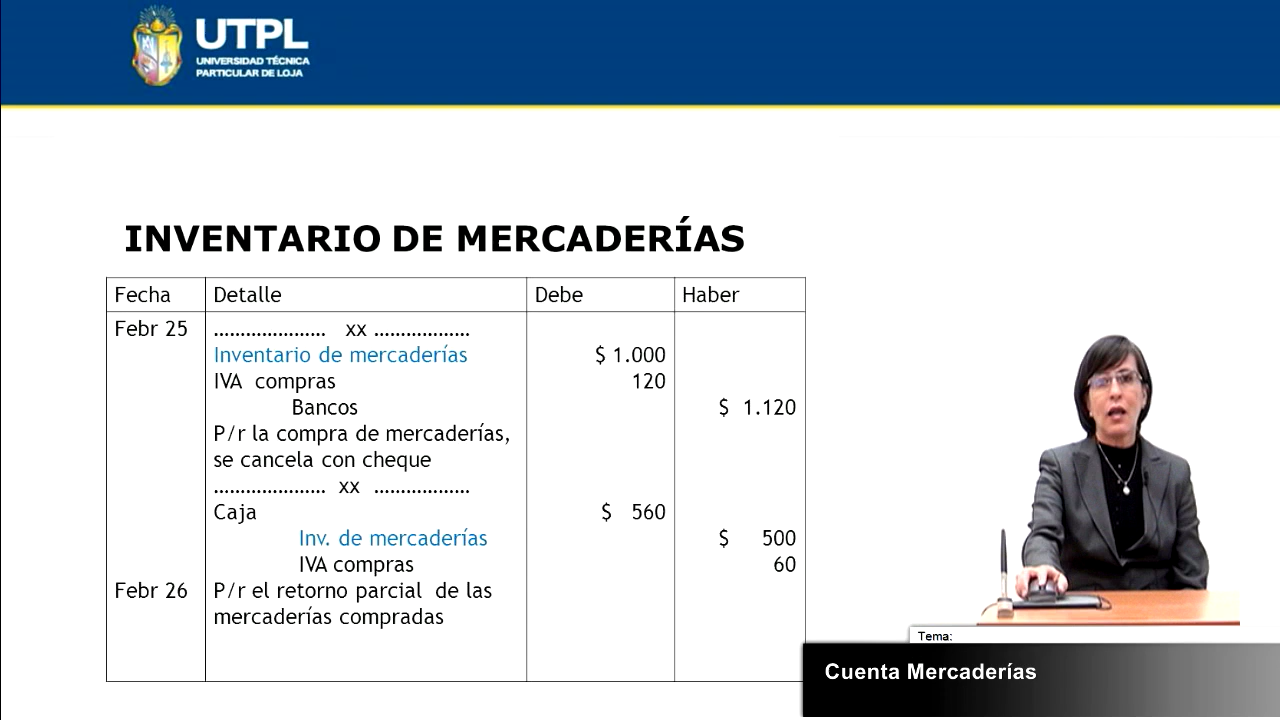 UTPL
UNIVERSIDAD TÉCNICA
PARTICULAR DE LOJA
INVENTARIO DE MERCADERÍAS
Fecha Detalle Debe Haber
Febr 25 ..................... xx ..................
Inventario de mercaderías $ 1.000
IVA compras 120
Bancos $ 1.120
P/r la compra de mercaderías,
se cancela con cheque
..................... xx ..................
Caja $ 560
Inv. de mercaderías $ 500
IVA compras 60
Febr 26 P/r el retorno parcial de las
mercaderías compradas
Tema:
Cuenta Mercaderías